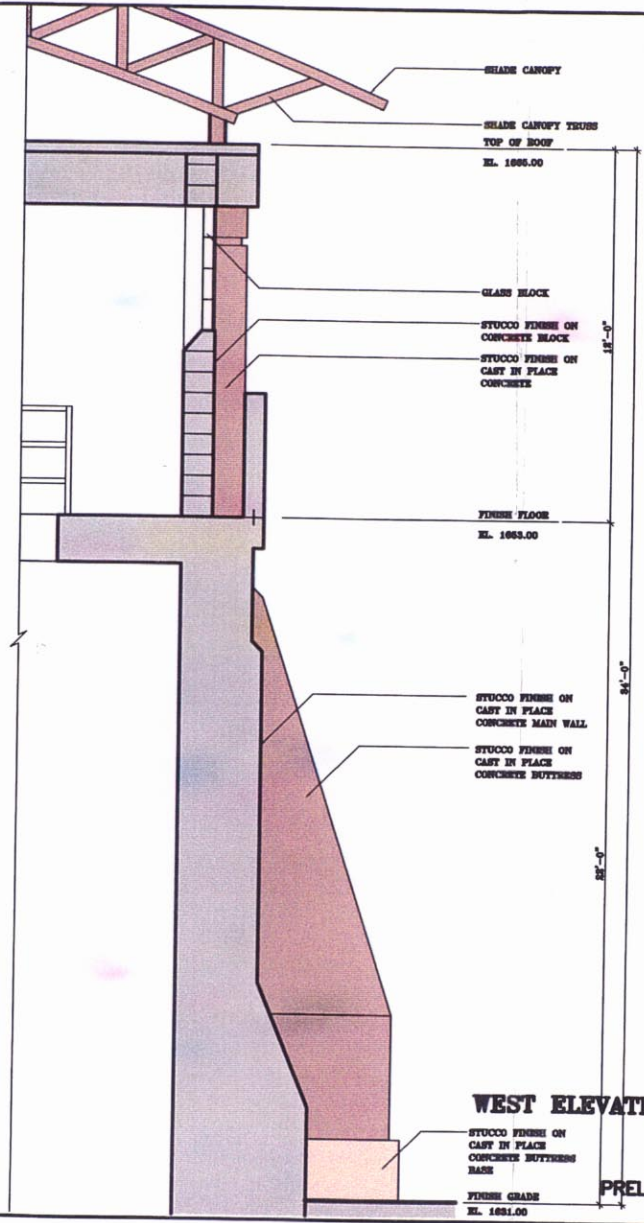 SHADE CANOPY
SHADE CANOPY TRUSS
TOP OF ROOF
EL. 1665.00
GLASS BLOCK
STUCCO FINISH ON
CONCRETE BLOCK
STUCCO FINISH ON
CAST IN PLACE
CONCRETE
12'-0"
FINISH FLOOR
EL. 1653.00
34'-0"
STUCCO FINISH ON
CAST IN PLACE
CONCRETE MAIN WALL
STUCCO FINISH ON
CAST IN PLACE
CONCRETE BUTTRESS
22'-0"
WEST ELEVATI
STUCCO FINISH ON
CAST IN PLACE
CONCRETE BUTTRESS
BASE
PREL
FINISH GRADE
EL. 1631.00